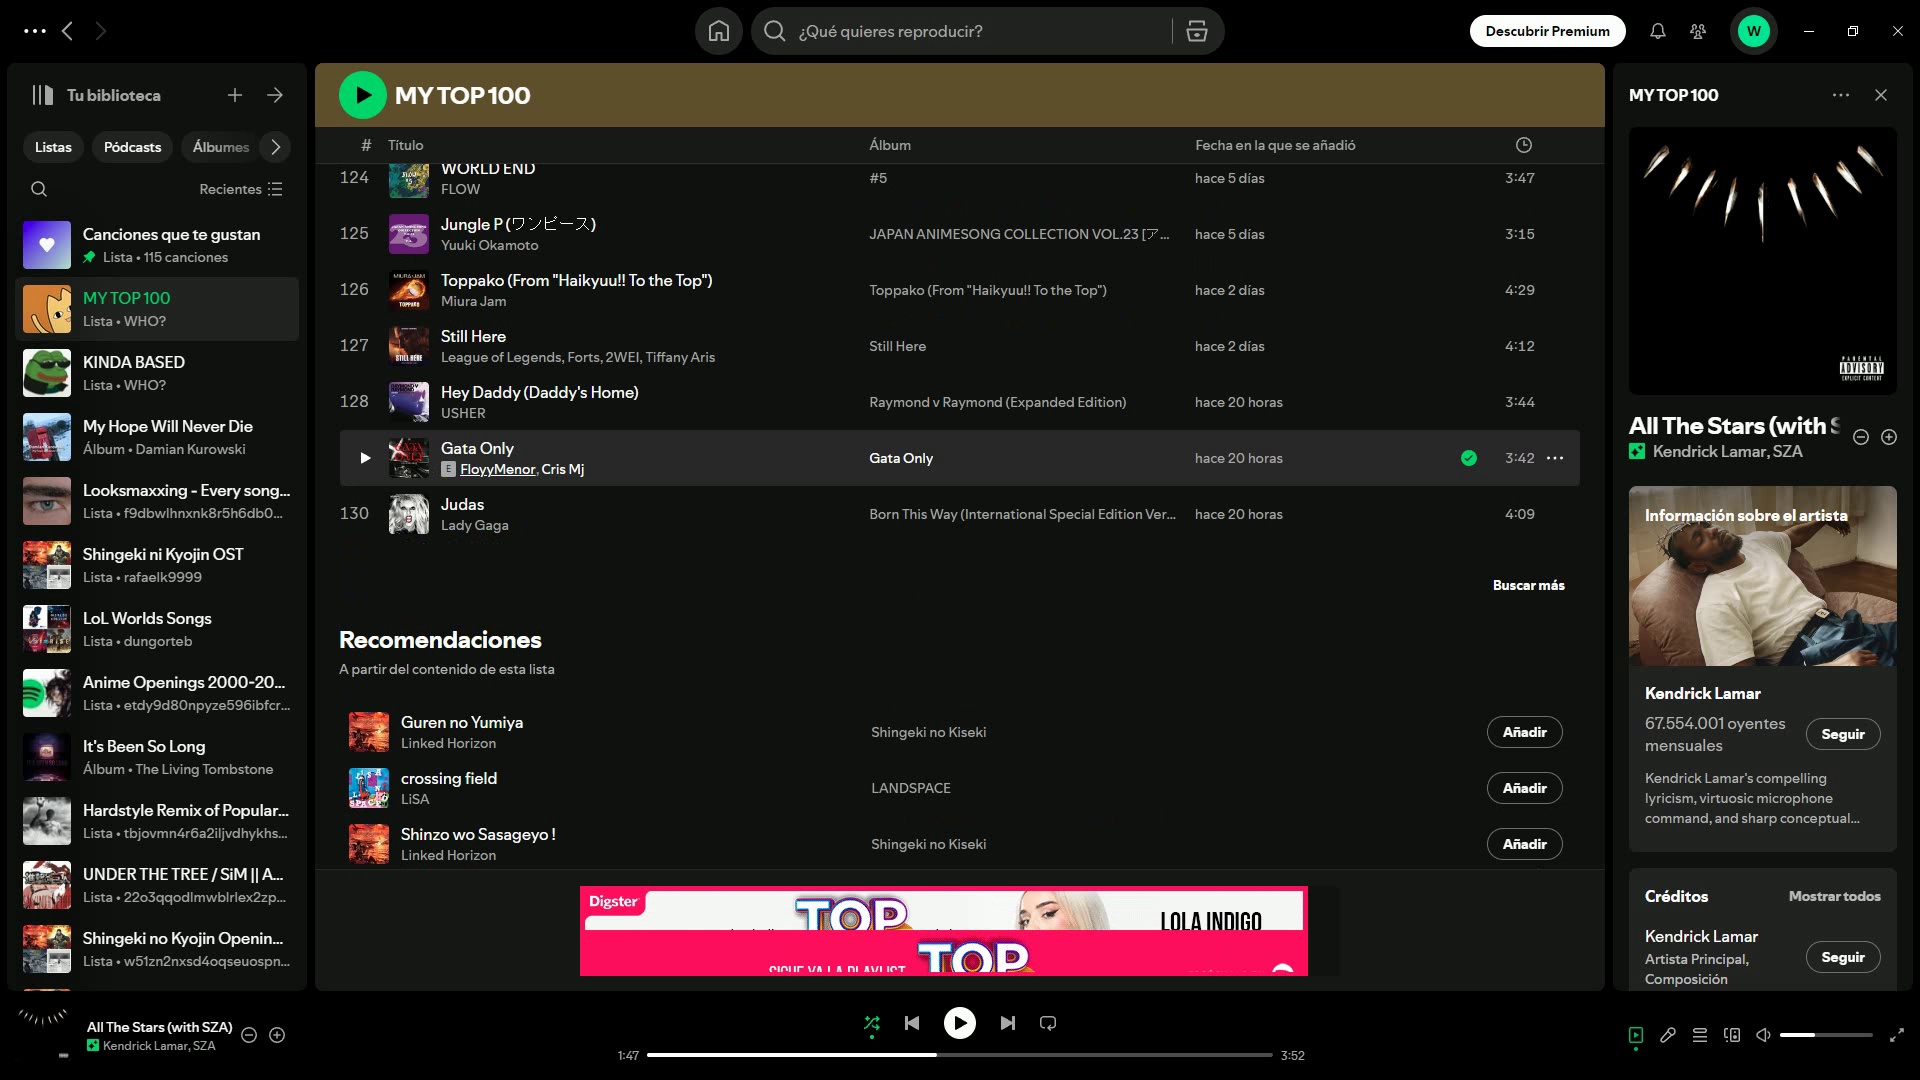 ¿Qué quieres reproducir?
Descubrir Premium
W
Tu biblioteca
Listas
Pódcasts
Álbumes
Recientes
Canciones que te gustan
Lista • 115 canciones
MY TOP 100
Lista • WHO?
KINDA BASED
Lista • WHO?
My Hope Will Never Die
Álbum • Damian Kurowski
Looksmaxxing - Every song...
Lista • f9dbwlhnxnk8r5h6db0...
Shingeki ni Kyojin OST
Lista • rafaelk9999
LoL Worlds Songs
Lista • dungorteb
Anime Openings 2000-20...
Lista • etdy9d80npyze596ibfcr...
It's Been So Long
Álbum • The Living Tombstone
Hardstyle Remix of Popular...
Lista • tbjovmn4r6a2iljvdhykhs...
UNDER THE TREE / SiM || A...
Lista • 22o3qqodlmwblrlex2zp...
Shingeki no Kyojin Openin...
Lista • w51zn2nxsd4oqseuospn...
MY TOP 100
# Título Álbum Fecha en la que se añadió
124 WORLD END #5 hace 5 días 3:47
FLOW
125 Jungle P (ワンピース) JAPAN ANIMESONG COLLECTION VOL.23 [ア... hace 5 días 3:15
Yuuki Okamoto
126 Toppako (From "Haikyuu!! To the Top") Toppako (From "Haikyuu!! To the Top") hace 2 días 4:29
Miura Jam
127 Still Here Still Here hace 2 días 4:12
League of Legends, Forts, 2WEI, Tiffany Aris
128 Hey Daddy (Daddy's Home) Raymond v Raymond (Expanded Edition) hace 20 horas 3:44
USHER
Gata Only Gata Only hace 20 horas 3:42
E FloyyMenor, Cris Mj
130 Judas Born This Way (International Special Edition Ver... hace 20 horas 4:09
Lady Gaga
Buscar más
Recomendaciones
A partir del contenido de esta lista
Guren no Yumiya Shingeki no Kiseki Añadir
Linked Horizon
crossing field LANDSPACE Añadir
LiSA
Shinzo wo Sasageyo ! Shingeki no Kiseki Añadir
Linked Horizon
Digster
TOP
LOLA INDIGO
TOP
MY TOP 100
PARENTAL
ADVISORY
EXPLICIT CONTENT
All The Stars (with S
Kendrick Lamar, SZA
Información sobre el artista
Kendrick Lamar
67.554.001 oyentes
mensuales
Seguir
Kendrick Lamar's compelling
lyricism, virtuosic microphone
command, and sharp conceptual...
Créditos Mostrar todos
Kendrick Lamar
Artista Principal,
Composición
Seguir
All The Stars (with SZA)
Kendrick Lamar, SZA
1:47
3:52